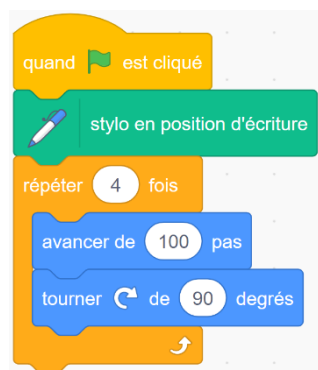 quand est cliqué
stylo en position d'écriture
répéter 4 fois
avancer de 100 pas
tourner de 90 degrés